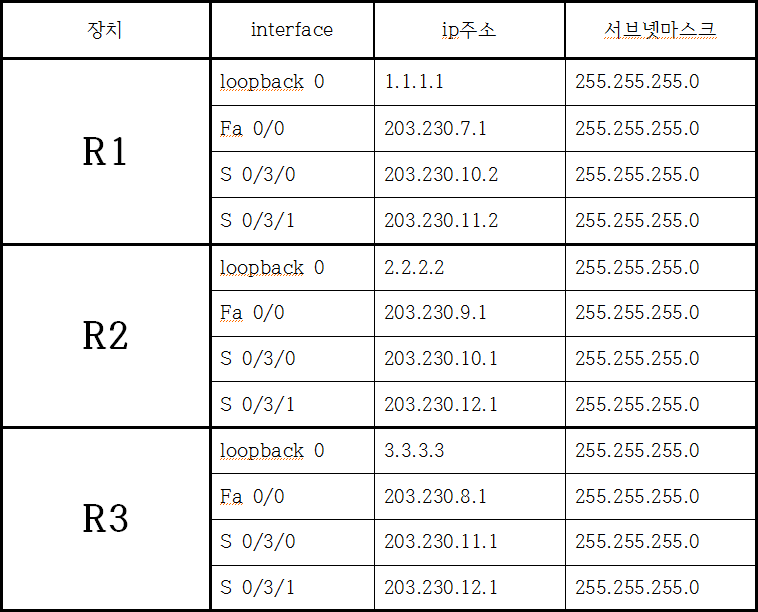 장치 interface ip주소 서브넷마스크
R1
loopback 0 1.1.1.1 255.255.255.0
Fa 0/0 203.230.7.1 255.255.255.0
S 0/3/0 203.230.10.2 255.255.255.0
S 0/3/1 203.230.11.2 255.255.255.0
R2
loopback 0 2.2.2.2 255.255.255.0
Fa 0/0 203.230.9.1 255.255.255.0
S 0/3/0 203.230.10.1 255.255.255.0
S 0/3/1 203.230.12.1 255.255.255.0
R3
loopback 0 3.3.3.3 255.255.255.0
Fa 0/0 203.230.8.1 255.255.255.0
S 0/3/0 203.230.11.1 255.255.255.0
S 0/3/1 203.230.12.1 255.255.255.0